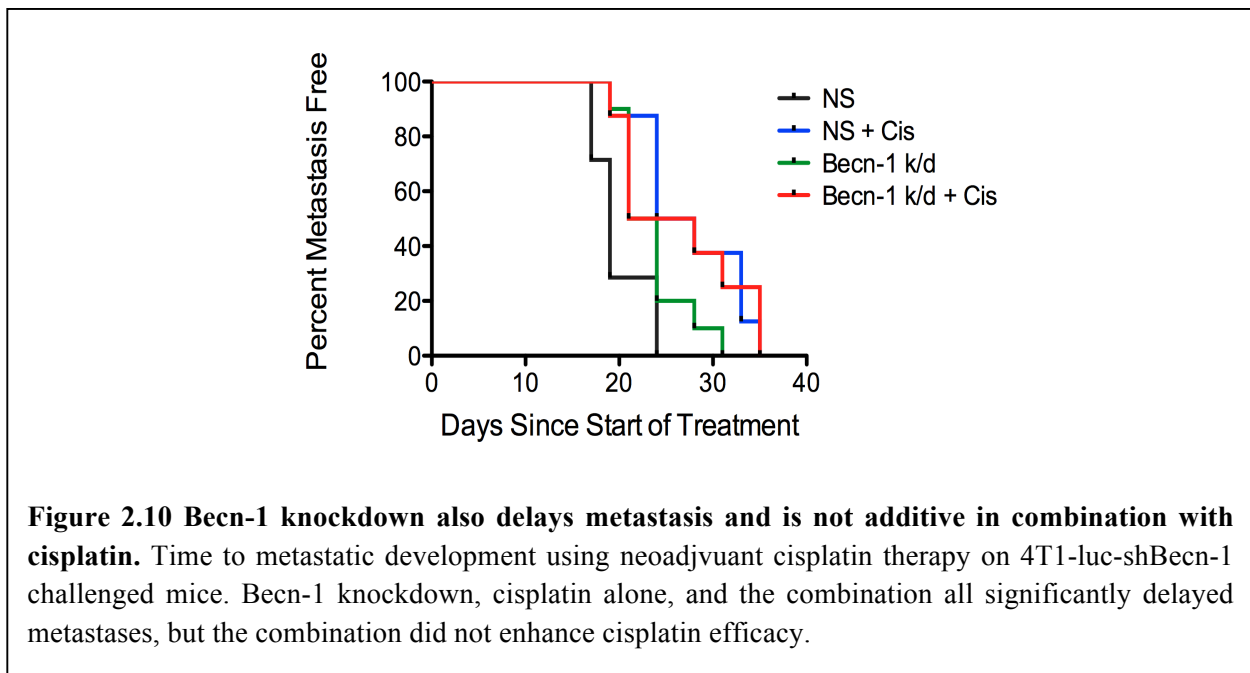 Percent Metastasis Free
100
80
60
40
20
0
0 10 20 30 40
Days Since Start of Treatment
NS
NS + Cis
Becn-1 k/d
Becn-1 k/d + Cis
Figure 2.10 Becn-1 knockdown also delays metastasis and is not additive in combination with
cisplatin. Time to metastatic development using neoadjvuant cisplatin therapy on 4T1-luc-shBecn-1
challenged mice. Becn-1 knockdown, cisplatin alone, and the combination all significantly delayed
metastases, but the combination did not enhance cisplatin efficacy.